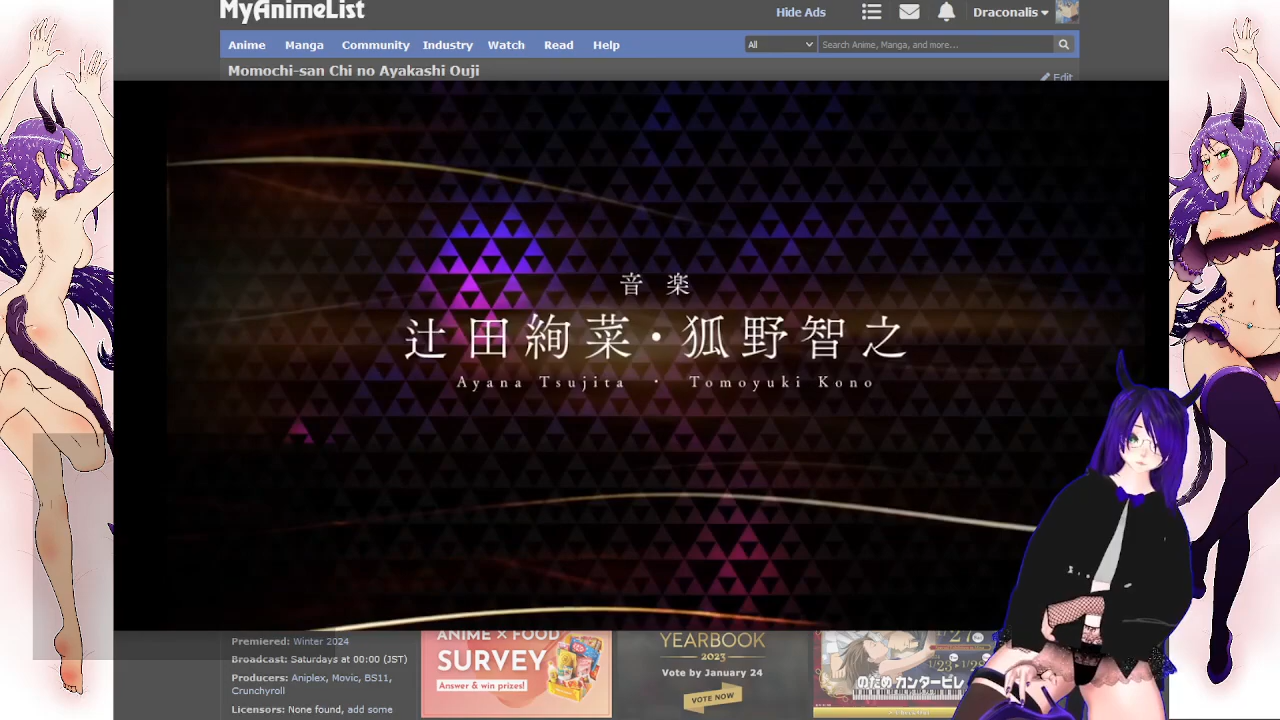 MyAnimeList
Hide Ads
Draconalis
Anime Manga Community Industry Watch Read Help
All
Search Anime, Manga, and more...
Momochi-san Chi no Ayakashi Ouji
Edit
音楽
辻田絢菜・狐野智之
Ayana Tsujita ・ Tomoyuki Kono
Premiered: Winter 2024
Broadcast: Saturdays at 00:00 (JST)
Producers: Aniplex, Movic, BS11,
Crunchyroll
Licensors: None found, add some
ANIME × FOOD
SURVEY
Answer & win prizes!
YEARBOOK
2023
Vote by January 24
VOTE NOW
のだめカンタービレ